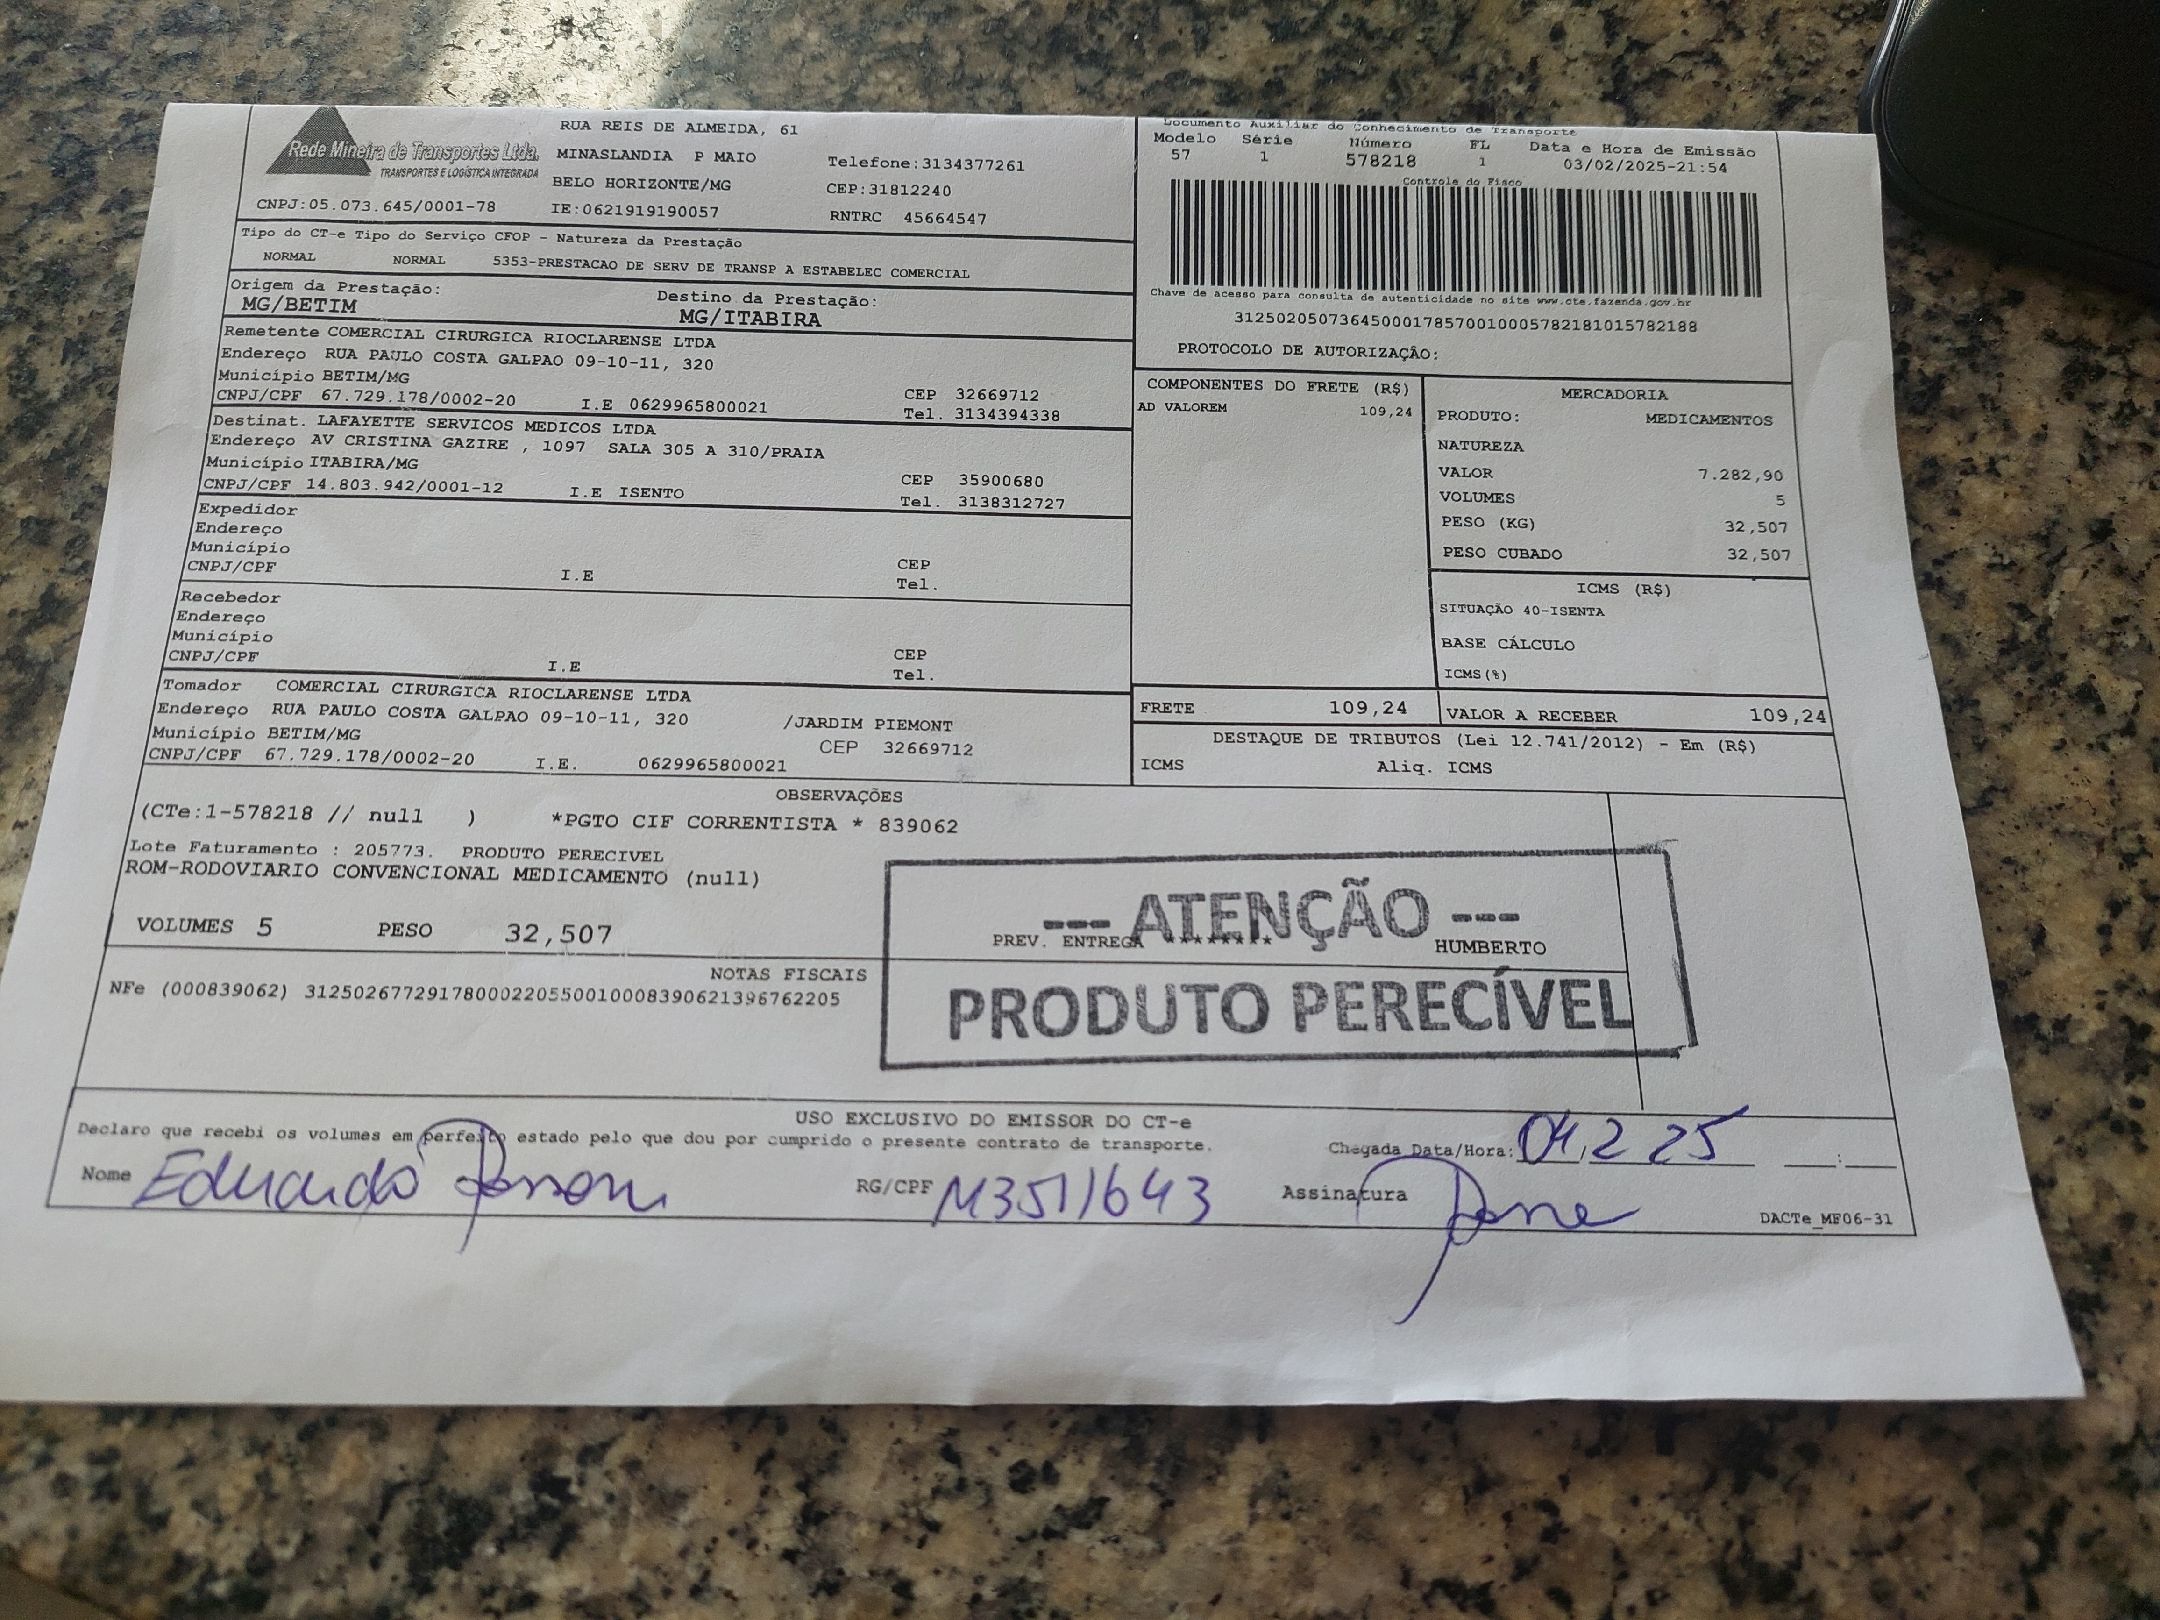 Rede Mineira de Transportes Ltda.
TRANSPORTES E LOGÍSTICA INTEGRADA
RUA REIS DE ALMEIDA, 61
MINASLANDIA P MAIO Telefone:3134377261
BELO HORIZONTE/MG CEP:31812240
CNPJ:05.073.645/0001-78 IE:0621919190057 RNTRC 45664547
Documento Auxiliar do Conhecimento de Transporte
Modelo Série Número FL Data e Hora de Emissão
57 1 578218 1 03/02/2025-21:54
Controle do Fisco
Chave de acesso para consulta de autenticidade no site www.cte.fazenda.gov.br
31250205073645000178570010005782181015782188
PROTOCOLO DE AUTORIZAÇÃO:
Tipo do CT-e Tipo do Serviço CFOP - Natureza da Prestação
NORMAL NORMAL 5353-PRESTACAO DE SERV DE TRANSP A ESTABELEC COMERCIAL
Origem da Prestação: Destino da Prestação:
MG/BETIM MG/ITABIRA
Remetente COMERCIAL CIRURGICA RIOCLARENSE LTDA
Endereço RUA PAULO COSTA GALPAO 09-10-11, 320
Município BETIM/MG CEP 32669712
CNPJ/CPF 67.729.178/0002-20 I.E 0629965800021 Tel. 3134394338
Destinat. LAFAYETTE SERVICOS MEDICOS LTDA
Endereço AV CRISTINA GAZIRE , 1097 SALA 305 A 310/PRAIA
Município ITABIRA/MG CEP 35900680
CNPJ/CPF 14.803.942/0001-12 I.E ISENTO Tel. 3138312727
Expedidor
Endereço
Município CEP
CNPJ/CPF I.E Tel.
Recebedor
Endereço
Município CEP
CNPJ/CPF I.E Tel.
Tomador COMERCIAL CIRURGICA RIOCLARENSE LTDA
Endereço RUA PAULO COSTA GALPAO 09-10-11, 320 /JARDIM PIEMONT
Município BETIM/MG CEP 32669712
CNPJ/CPF 67.729.178/0002-20 I.E. 0629965800021
COMPONENTES DO FRETE (R$)
AD VALOREM 109,24
MERCADORIA
PRODUTO: MEDICAMENTOS
NATUREZA
VALOR 7.282,90
VOLUMES 5
PESO (KG) 32,507
PESO CUBADO 32,507
ICMS (R$)
SITUAÇÃO 40-ISENTA
BASE CÁLCULO
ICMS(%)
FRETE 109,24 VALOR A RECEBER 109,24
DESTAQUE DE TRIBUTOS (Lei 12.741/2012) - Em (R$)
ICMS Aliq. ICMS
OBSERVAÇÕES
(CTe:1-578218 // null ) *PGTO CIF CORRENTISTA * 839062
Lote Faturamento : 205773. PRODUTO PERECIVEL
ROM-RODOVIARIO CONVENCIONAL MEDICAMENTO (null)
VOLUMES 5 PESO 32,507
PREV. ENTREGA ******** HUMBERTO
--- ATENÇÃO ---
PRODUTO PERECÍVEL
NOTAS FISCAIS
NFe (000839062) 31250267729178000220550010008390621396762205
USO EXCLUSIVO DO EMISSOR DO CT-e
Declaro que recebi os volumes em perfeito estado pelo que dou por cumprido o presente contrato de transporte.
Chegada Data/Hora: 04,2 25 :
Nome Eduardo RG/CPF M3511643 Assinatura
DACTe_MF06-31